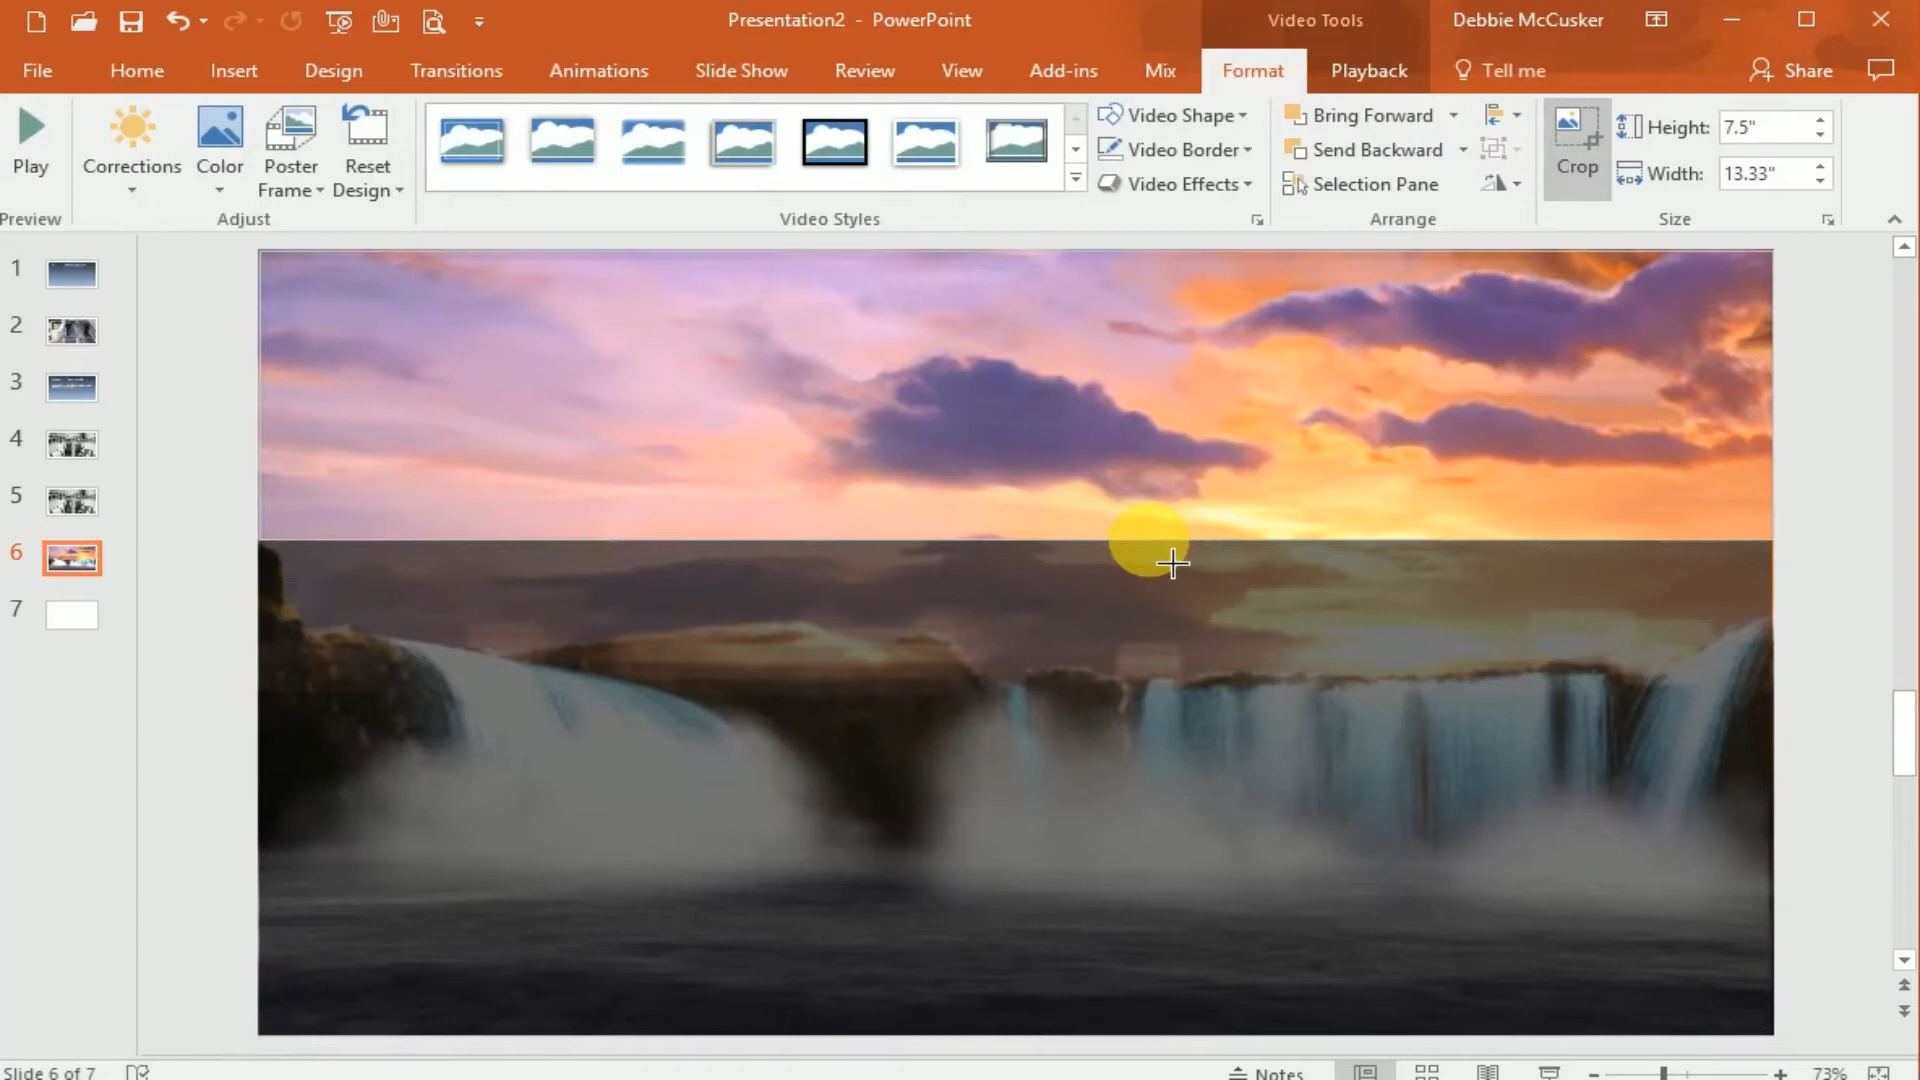 Presentation2 - PowerPoint
Video Tools
Debbie McCusker
File
Home
Insert
Design
Transitions
Animations
Slide Show
Review
View
Add-ins
Mix
Format
Playback
Tell me
Share
Play
Corrections
Color
Poster
Frame
Reset
Design
Video Shape
Video Border
Video Effects
Bring Forward
Send Backward
Selection Pane
Crop
Height:
7.5"
Width:
13.33"
Preview
Adjust
Video Styles
Arrange
Size
1
2
3
4
5
6
7
Slide 6 of 7
Notes
73%